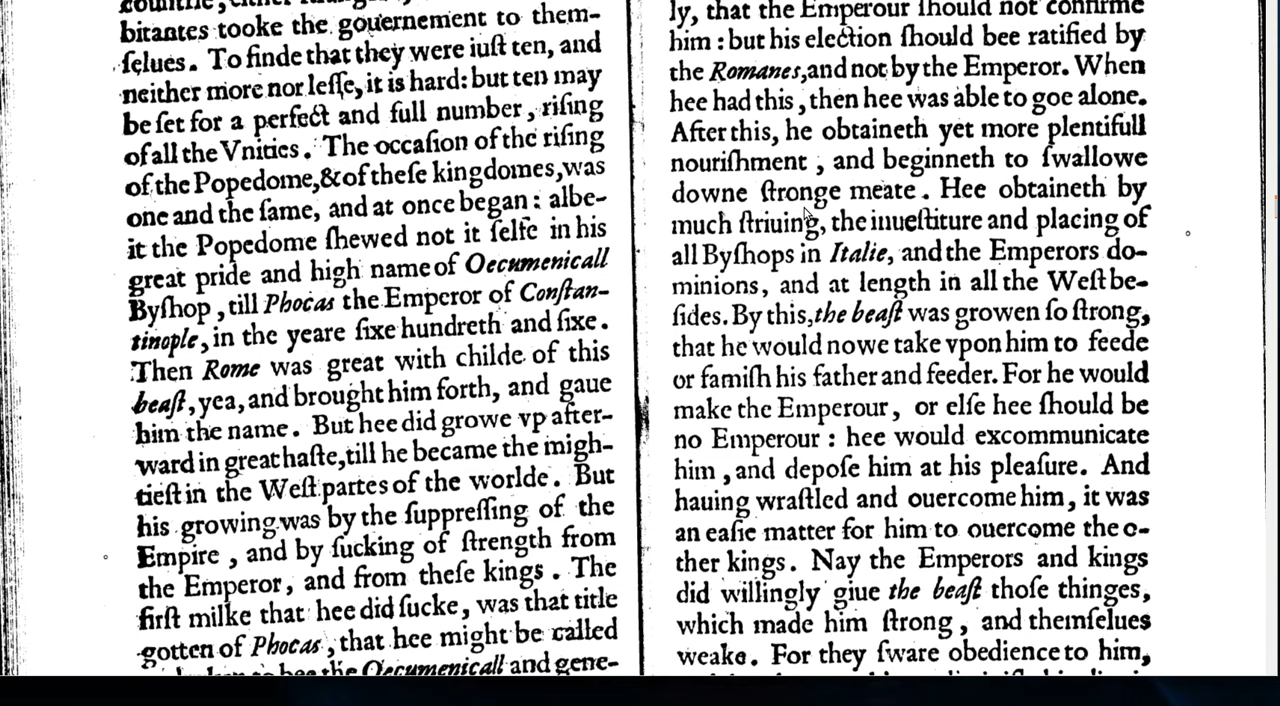 bitantes tooke the gouernement to them-
ſelues. To finde that they were iuſt ten, and
neither more nor leſſe, it is hard: but ten may
be ſet for a perfect and full number, riſing
of all the Vnities. The occaſion of the riſing
of the Popedome, & of theſe kingdomes, was
one and the ſame, and at once began: albe-
it the Popedome ſhewed not it ſelfe in his
great pride and high name of Oecumenicall
Byſhop, till Phocas the Emperor of Conſtan-
tinople, in the yeare ſixe hundreth and ſixe.
Then Rome was great with childe of this
beaſt, yea, and brought him forth, and gaue
him the name. But hee did growe vp after-
ward in great haſte, till he became the migh-
tieſt in the Weſt partes of the worlde. But
his growing was by the ſuppreſſing of the
Empire, and by ſucking of ſtrength from
the Emperor, and from theſe kings. The
firſt milke that hee did ſucke, was that title
gotten of Phocas, that hee might be called
the Oecumenicall and gene-
ly, that the Emperour ſhould not confirme
him: but his election ſhould bee ratified by
the Romanes, and not by the Emperor. When
hee had this, then hee was able to goe alone.
After this, he obtaineth yet more plentifull
nouriſhment, and beginneth to ſwallowe
downe ſtronge meate. Hee obtaineth by
much ſtriuing, the inueſtiture and placing of
all Byſhops in Italie, and the Emperors do-
minions, and at length in all the Weſt be-
ſides. By this, the beaſt was growen ſo ſtrong,
that he would nowe take vpon him to feede
or famiſh his father and feeder. For he would
make the Emperour, or elſe hee ſhould be
no Emperour: hee would excommunicate
him, and depoſe him at his pleaſure. And
hauing wraſtled and ouercome him, it was
an eaſie matter for him to ouercome the o-
ther kings. Nay the Emperors and kings
did willingly giue the beaſt thoſe thinges,
which made him ſtrong, and themſelues
weake. For they ſware obedience to him,